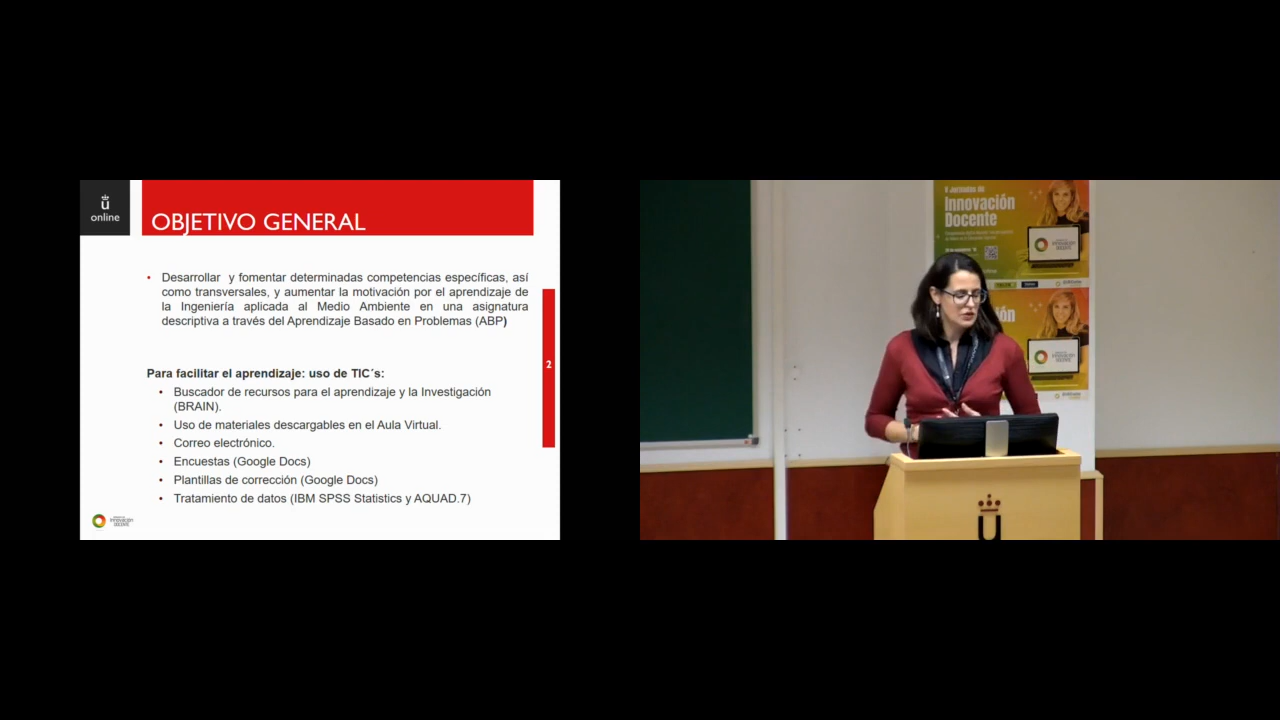 ü
online
OBJETIVO GENERAL
• Desarrollar y fomentar determinadas competencias específicas, así
como transversales, y aumentar la motivación por el aprendizaje de
la Ingeniería aplicada al Medio Ambiente en una asignatura
descriptiva a través del Aprendizaje Basado en Problemas (ABP)
2
Para facilitar el aprendizaje: uso de TIC´s:
• Buscador de recursos para el aprendizaje y la Investigación
(BRAIN).
• Uso de materiales descargables en el Aula Virtual.
• Correo electrónico.
• Encuestas (Google Docs)
• Plantillas de corrección (Google Docs)
• Tratamiento de datos (IBM SPSS Statistics y AQUAD.7)
V Jornadas de
Innovación
Docente
U